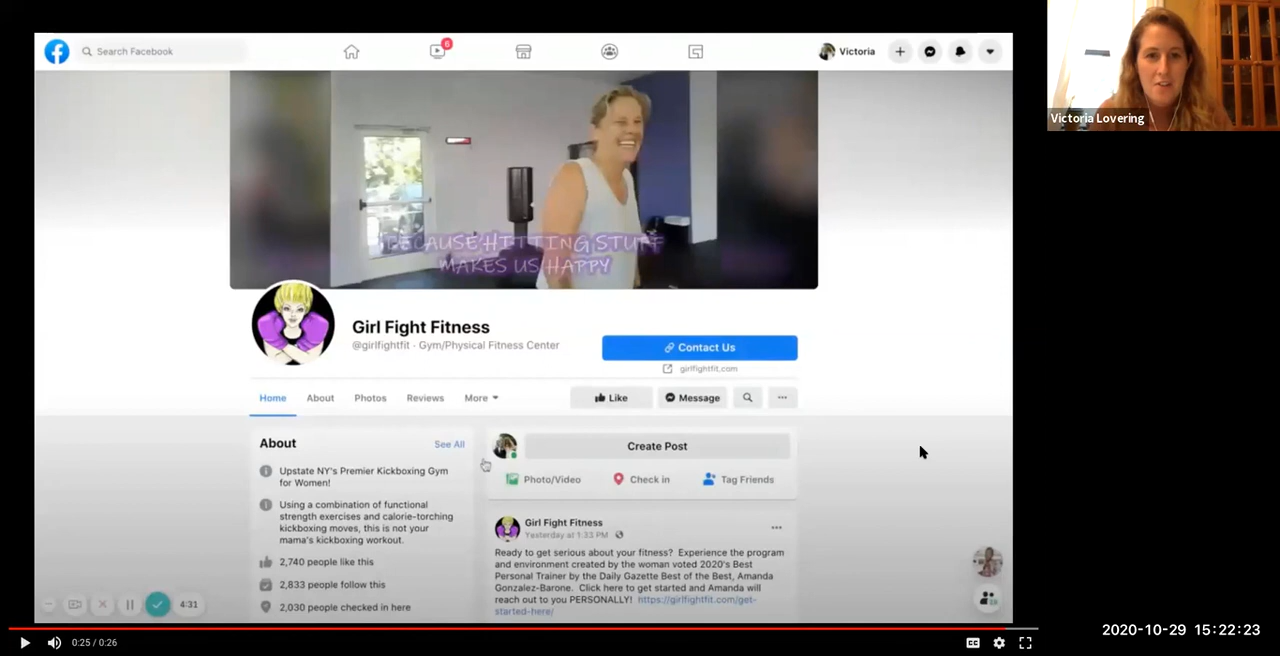 Search Facebook
6
Victoria
Victoria Lovering
BECAUSE HITTING STUFF
MAKES US HAPPY
Girl Fight Fitness
@girlfightfit · Gym/Physical Fitness Center
Contact Us
girlfightfit.com
Home
About
Photos
Reviews
More
Like
Message
About
See All
Upstate NY's Premier Kickboxing Gym
for Women!
Using a combination of functional
strength exercises and calorie-torching
kickboxing moves, this is not your
mama's kickboxing workout.
2,740 people like this
2,833 people follow this
2,030 people checked in here
Create Post
Photo/Video
Check in
Tag Friends
Girl Fight Fitness
Yesterday at 1:33 PM
Ready to get serious about your fitness? Experience the program
and environment created by the woman voted 2020's Best
Personal Trainer by the Daily Gazette Best of the Best, Amanda
Gonzalez-Barone. Click here to get started and Amanda will
reach out to you PERSONALLY! https://girlfightfit.com/get-
started-here/
4:31
0:25 / 0:26
CC
2020-10-29 15:22:23